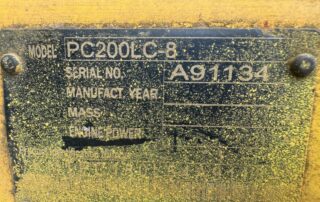 MODEL PC200LC-8
SERIAL NO. A91134
MANUFACT YEAR
MASS
ENGINE POWER